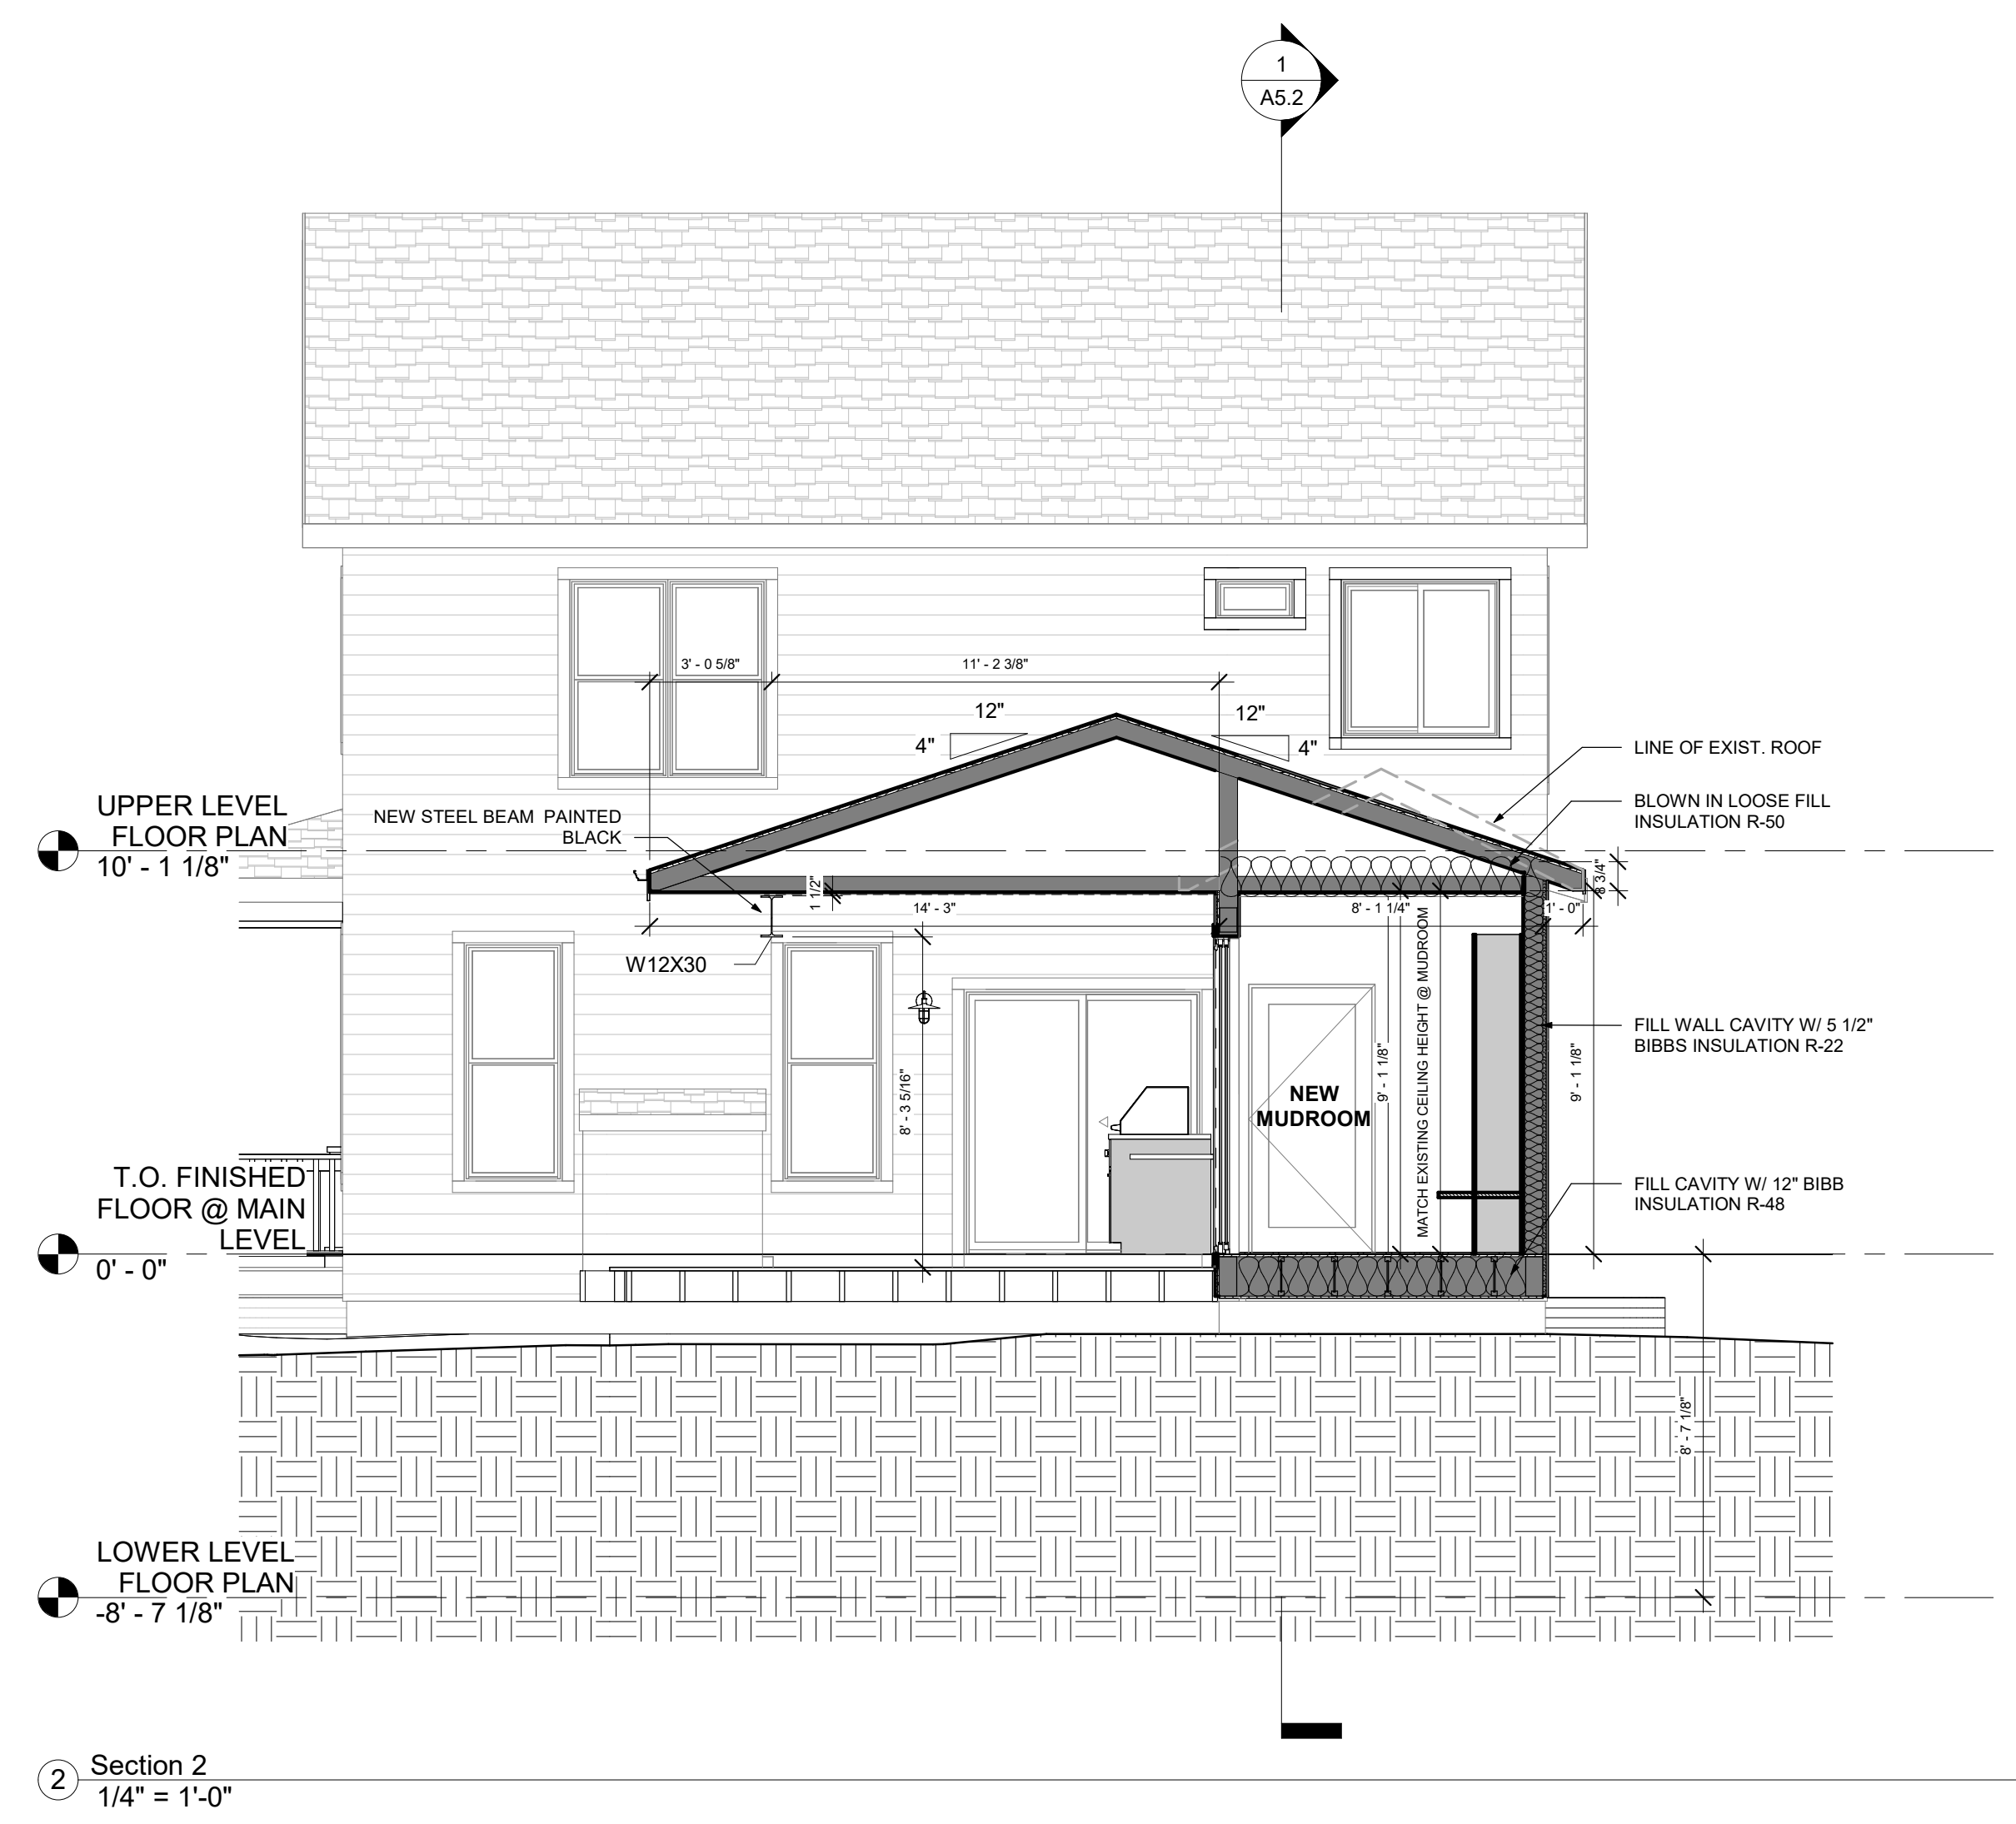 1
A5.2
3' - 0 5/8"
11' - 2 3/8"
12"
4"
12"
4"
LINE OF EXIST. ROOF
BLOWN IN LOOSE FILL
INSULATION R-50
UPPER LEVEL
FLOOR PLAN
10' - 1 1/8"
NEW STEEL BEAM PAINTED
BLACK
1 1/2"
14' - 3"
8' - 1 1/4"
1' - 0"
8 3/4"
W12X30
8' - 3 5/16"
NEW
MUDROOM
9' - 1 1/8"
MATCH EXISTING CEILING HEIGHT @ MUDROOM
9' - 1 1/8"
FILL WALL CAVITY W/ 5 1/2"
BIBBS INSULATION R-22
FILL CAVITY W/ 12" BIBB
INSULATION R-48
T.O. FINISHED
FLOOR @ MAIN
LEVEL
0' - 0"
8' - 7 1/8"
LOWER LEVEL
FLOOR PLAN
-8' - 7 1/8"
2
Section 2
1/4" = 1'-0"